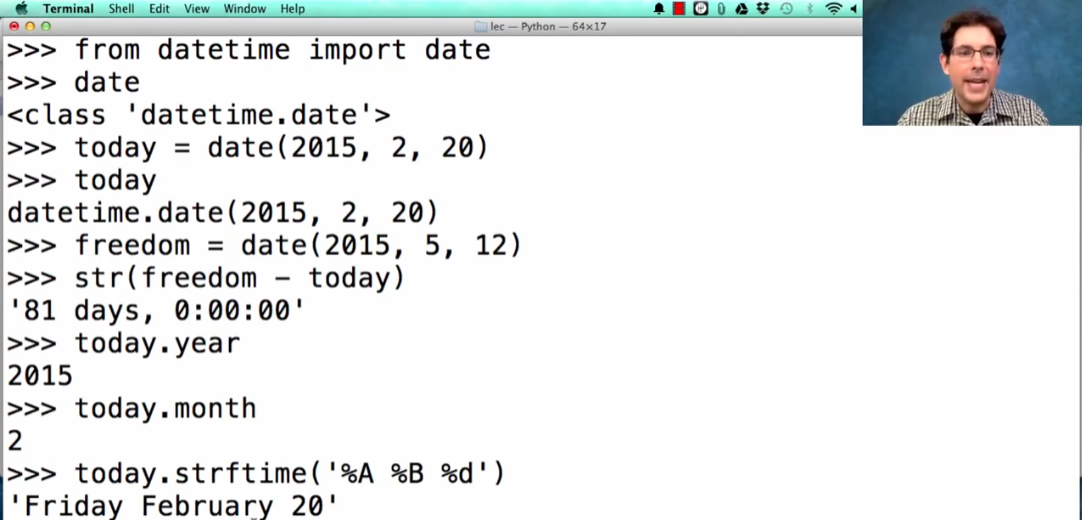 Terminal Shell Edit View Window Help
lec — Python — 64×17
>>> from datetime import date
>>> date
<class 'datetime.date'>
>>> today = date(2015, 2, 20)
>>> today
datetime.date(2015, 2, 20)
>>> freedom = date(2015, 5, 12)
>>> str(freedom - today)
'81 days, 0:00:00'
>>> today.year
2015
>>> today.month
2
>>> today.strftime('%A %B %d')
'Friday February 20'